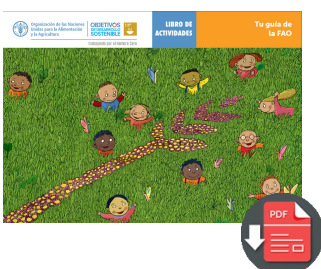 Organización de las Naciones
Unidas para la Alimentación
y la Agricultura
OBJETIVOS
DE DESARROLLO
SOSTENIBLE
LIBRO DE
ACTIVIDADES
Tu guía de
la FAO
PDF